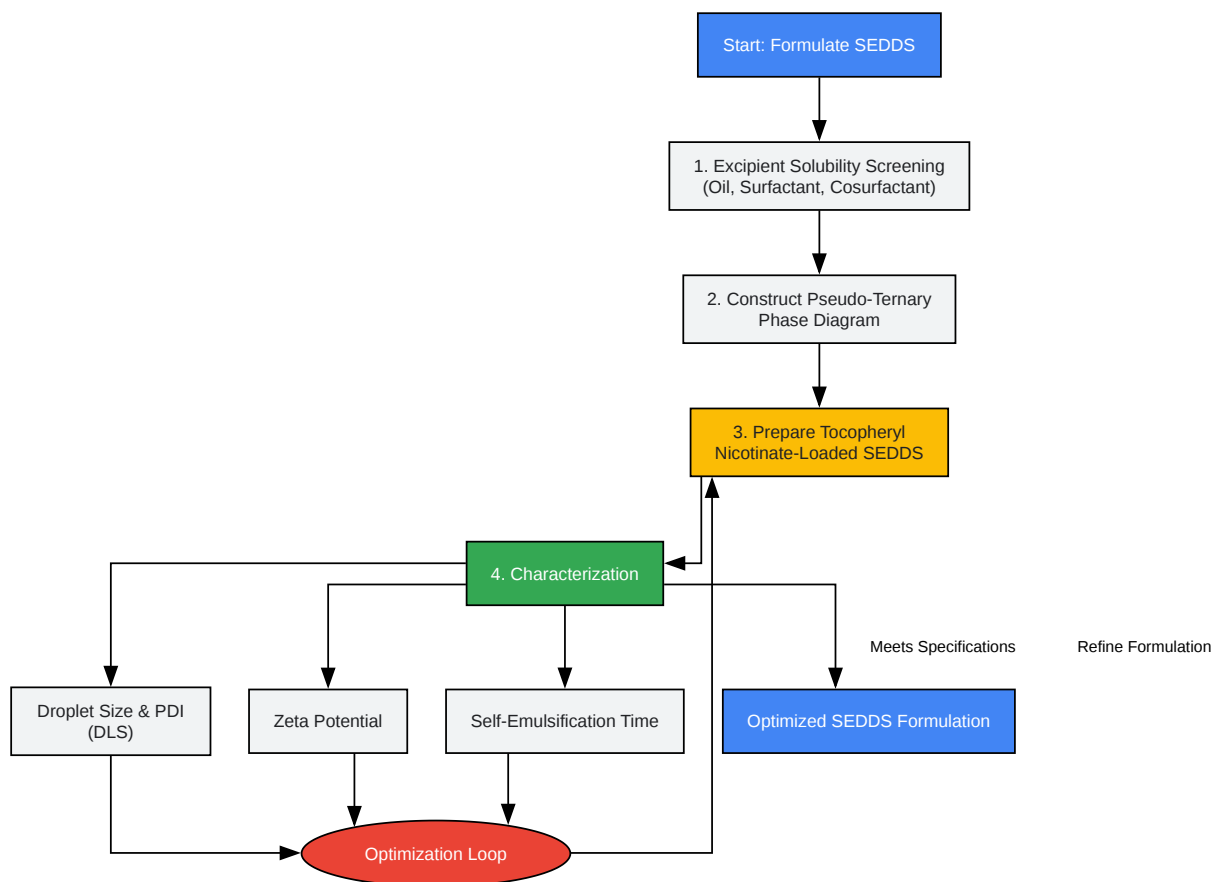 Start: Formulate SEDDS
1. Excipient Solubility Screening
(Oil, Surfactant, Cosurfactant)
2. Construct Pseudo-Ternary
Phase Diagram
3. Prepare Tocopheryl
Nicotinate-Loaded SEDDS
4. Characterization
Meets Specifications
Refine Formulation
Droplet Size & PDI
(DLS)
Zeta Potential
Self-Emulsification Time
Optimized SEDDS Formulation
Optimization Loop